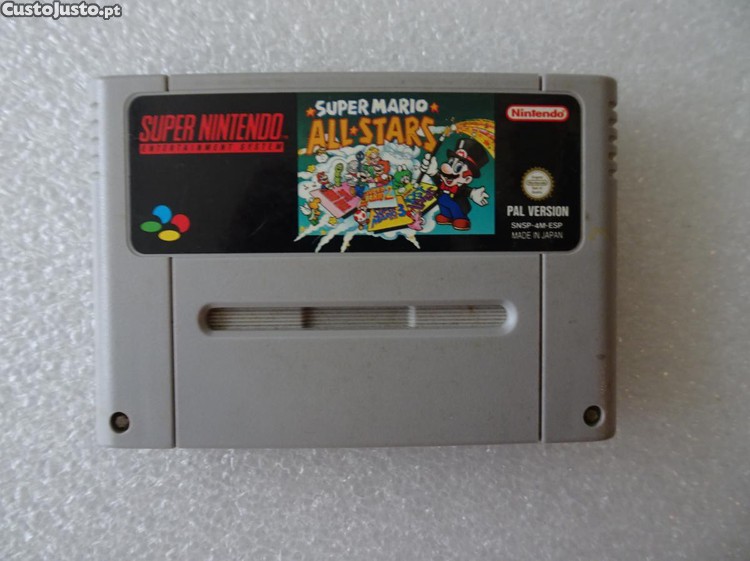 CustoJusto.pt
SUPER NINTENDO
ENTERTAINMENT SYSTEM
SUPER MARIO
ALL★STARS
Nintendo
PAL VERSION
SNSP-4M-ESP
MADE IN JAPAN